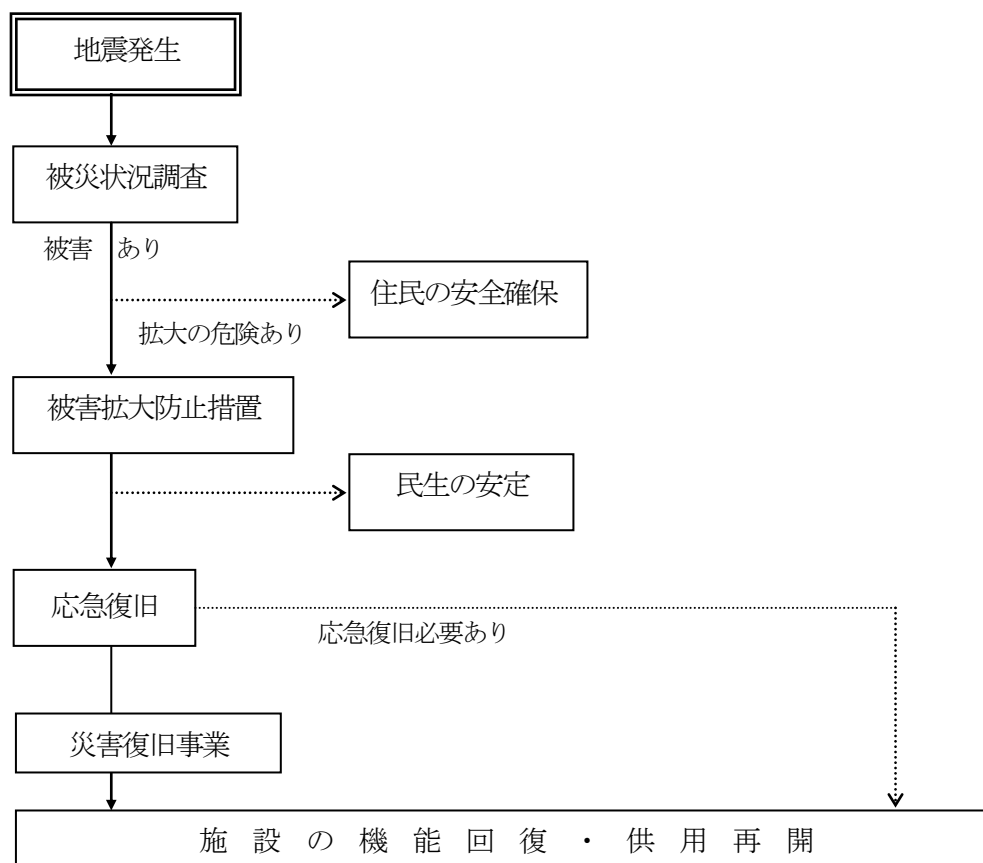 地震発生
被災状況調査
被害 あり
住民の安全確保
拡大の危険あり
被害拡大防止措置
民生の安定
応急復旧
応急復旧必要あり
災害復旧事業
施設の機能回復・供用再開